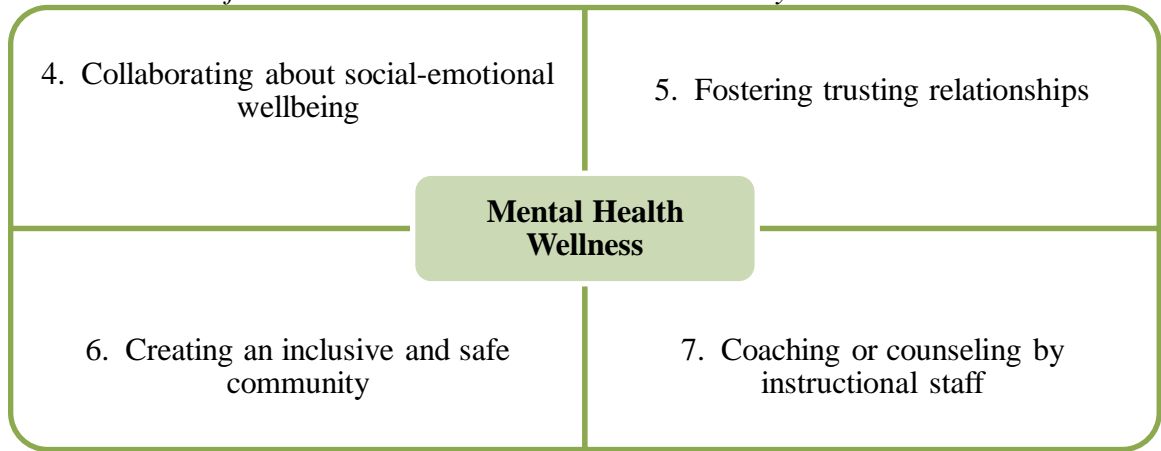 4. Collaborating about social-emotional
wellbeing
5. Fostering trusting relationships
Mental Health
Wellness
6. Creating an inclusive and safe
community
7. Coaching or counseling by
instructional staff